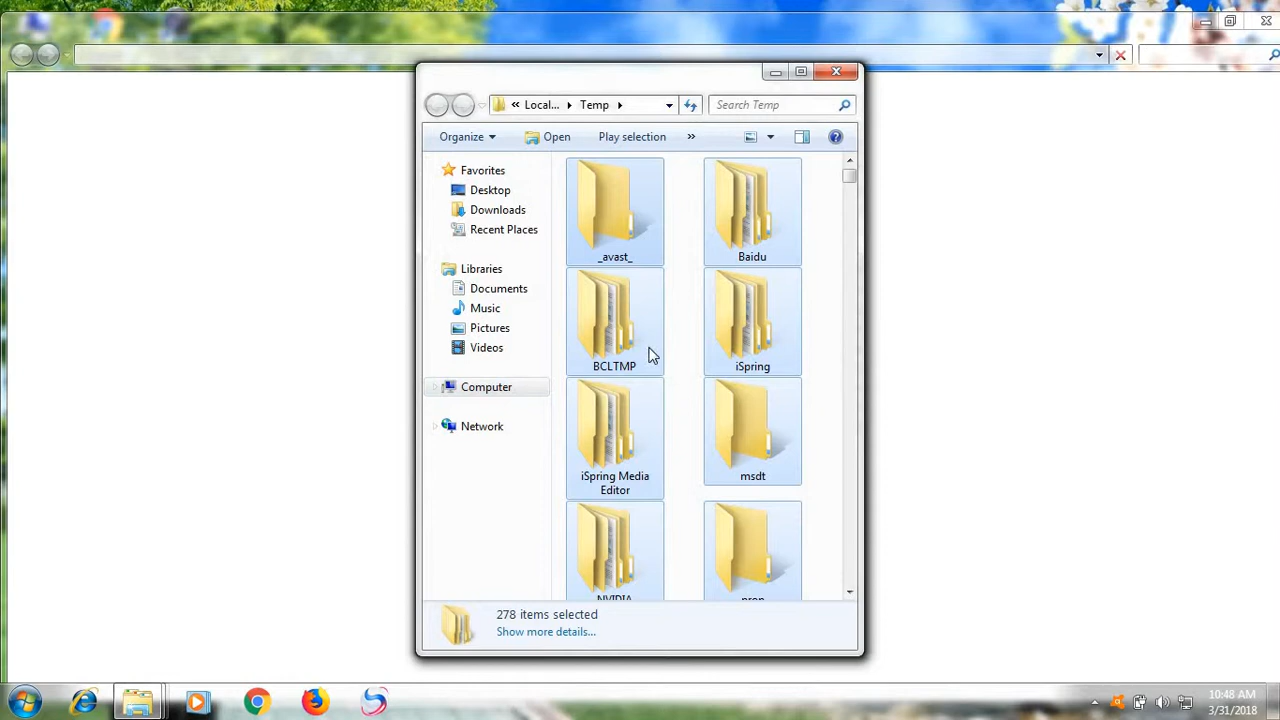 « Local... ▸ Temp ▸
Search Temp
Organize
Open
Play selection
»
Favorites
Desktop
Downloads
Recent Places
Libraries
Documents
Music
Pictures
Videos
Computer
Network
_avast_
Baidu
BCLTMP
iSpring
iSpring Media
Editor
msdt
NVIDIA
278 items selected
Show more details...
10:48 AM
3/31/2018